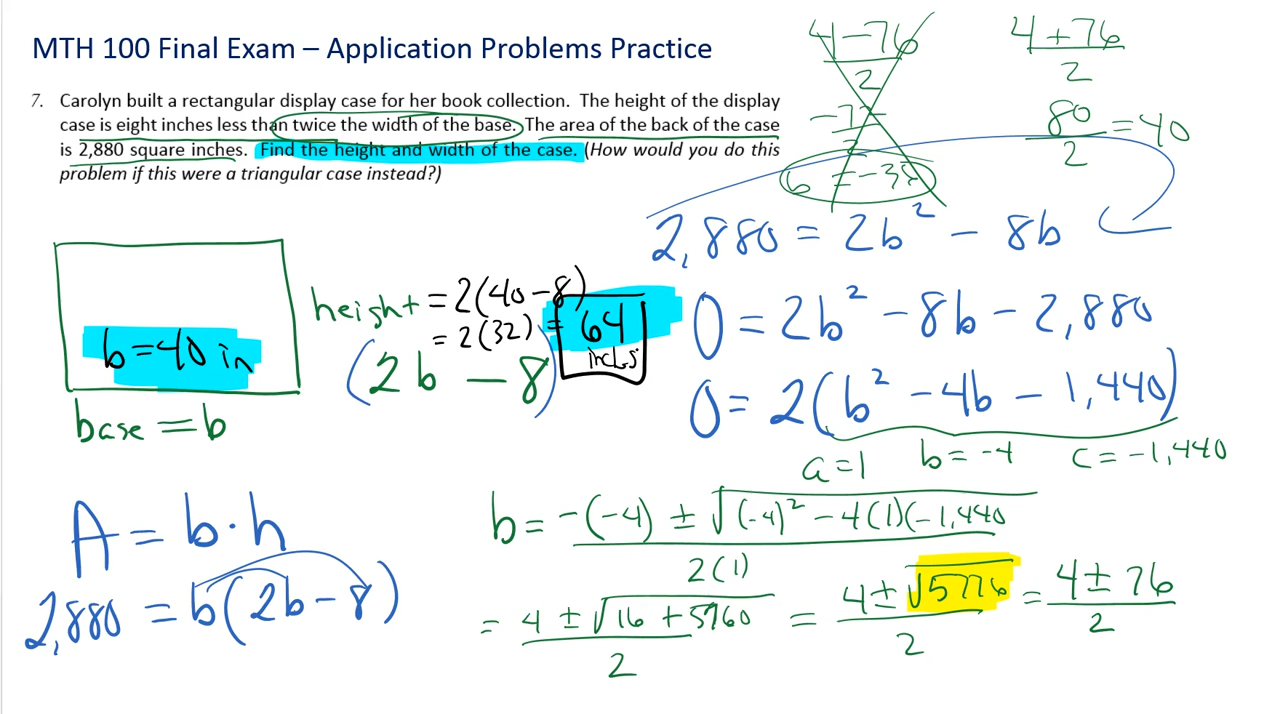 MTH 100 Final Exam – Application Problems Practice
7. Carolyn built a rectangular display case for her book collection. The height of the display
case is eight inches less than twice the width of the base. The area of the back of the case
is 2,880 square inches. Find the height and width of the case. (How would you do this
problem if this were a triangular case instead?)
4 - 76
2
-72
2
b = -38
4 + 76
2
80
2
= 40
b = 40 in
base = b
height = 2(40 - 8)
= 2(32) = 64
(2b - 8)
A = b · h
2,880 = b(2b - 8)
2,880 = 2b² - 8b
0 = 2b² - 8b - 2,880
0 = 2(b² - 4b - 1,440)
a = 1 b = -4 c = -1,440
b = -(-4) ± √(-4)² - 4(1)(-1,440
2(1)
= 4 ± √16 + 5760
2
= 4 ± √5776
2
= 4 ± 76
2